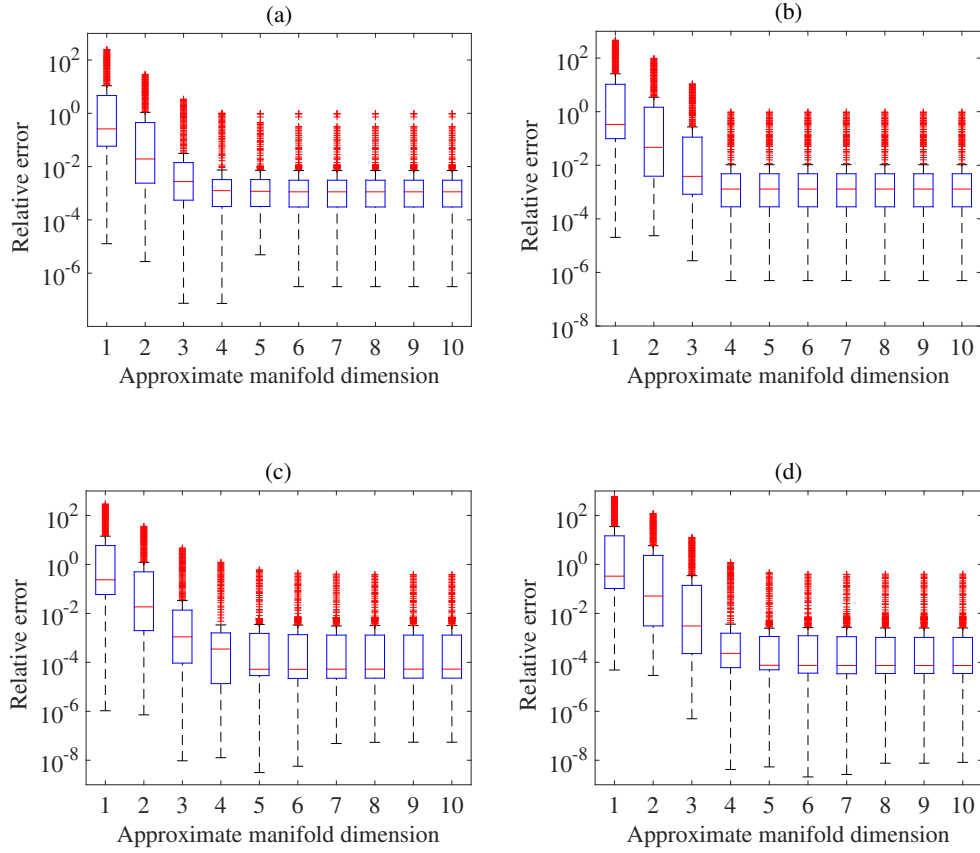 (a)
Relative error
10^2
10^0
10^-2
10^-4
10^-6
1 2 3 4 5 6 7 8 9 10
Approximate manifold dimension
(b)
Relative error
10^2
10^0
10^-2
10^-4
10^-6
10^-8
1 2 3 4 5 6 7 8 9 10
Approximate manifold dimension
(c)
Relative error
10^2
10^0
10^-2
10^-4
10^-6
10^-8
1 2 3 4 5 6 7 8 9 10
Approximate manifold dimension
(d)
Relative error
10^2
10^0
10^-2
10^-4
10^-6
10^-8
1 2 3 4 5 6 7 8 9 10
Approximate manifold dimension